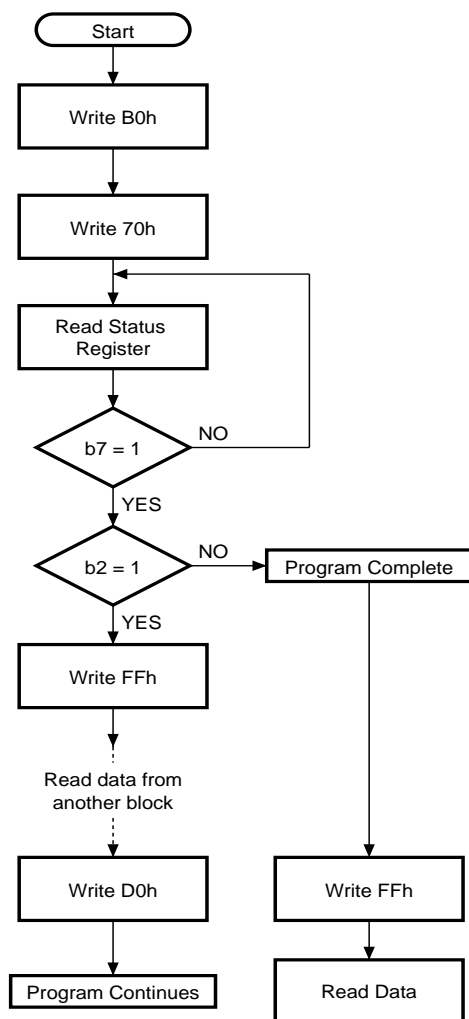 Start
Write B0h
Write 70h
Read Status
Register
b7 = 1
NO
YES
b2 = 1
NO
Program Complete
YES
Write FFh
Read data from
another block
Write D0h
Write FFh
Program Continues
Read Data